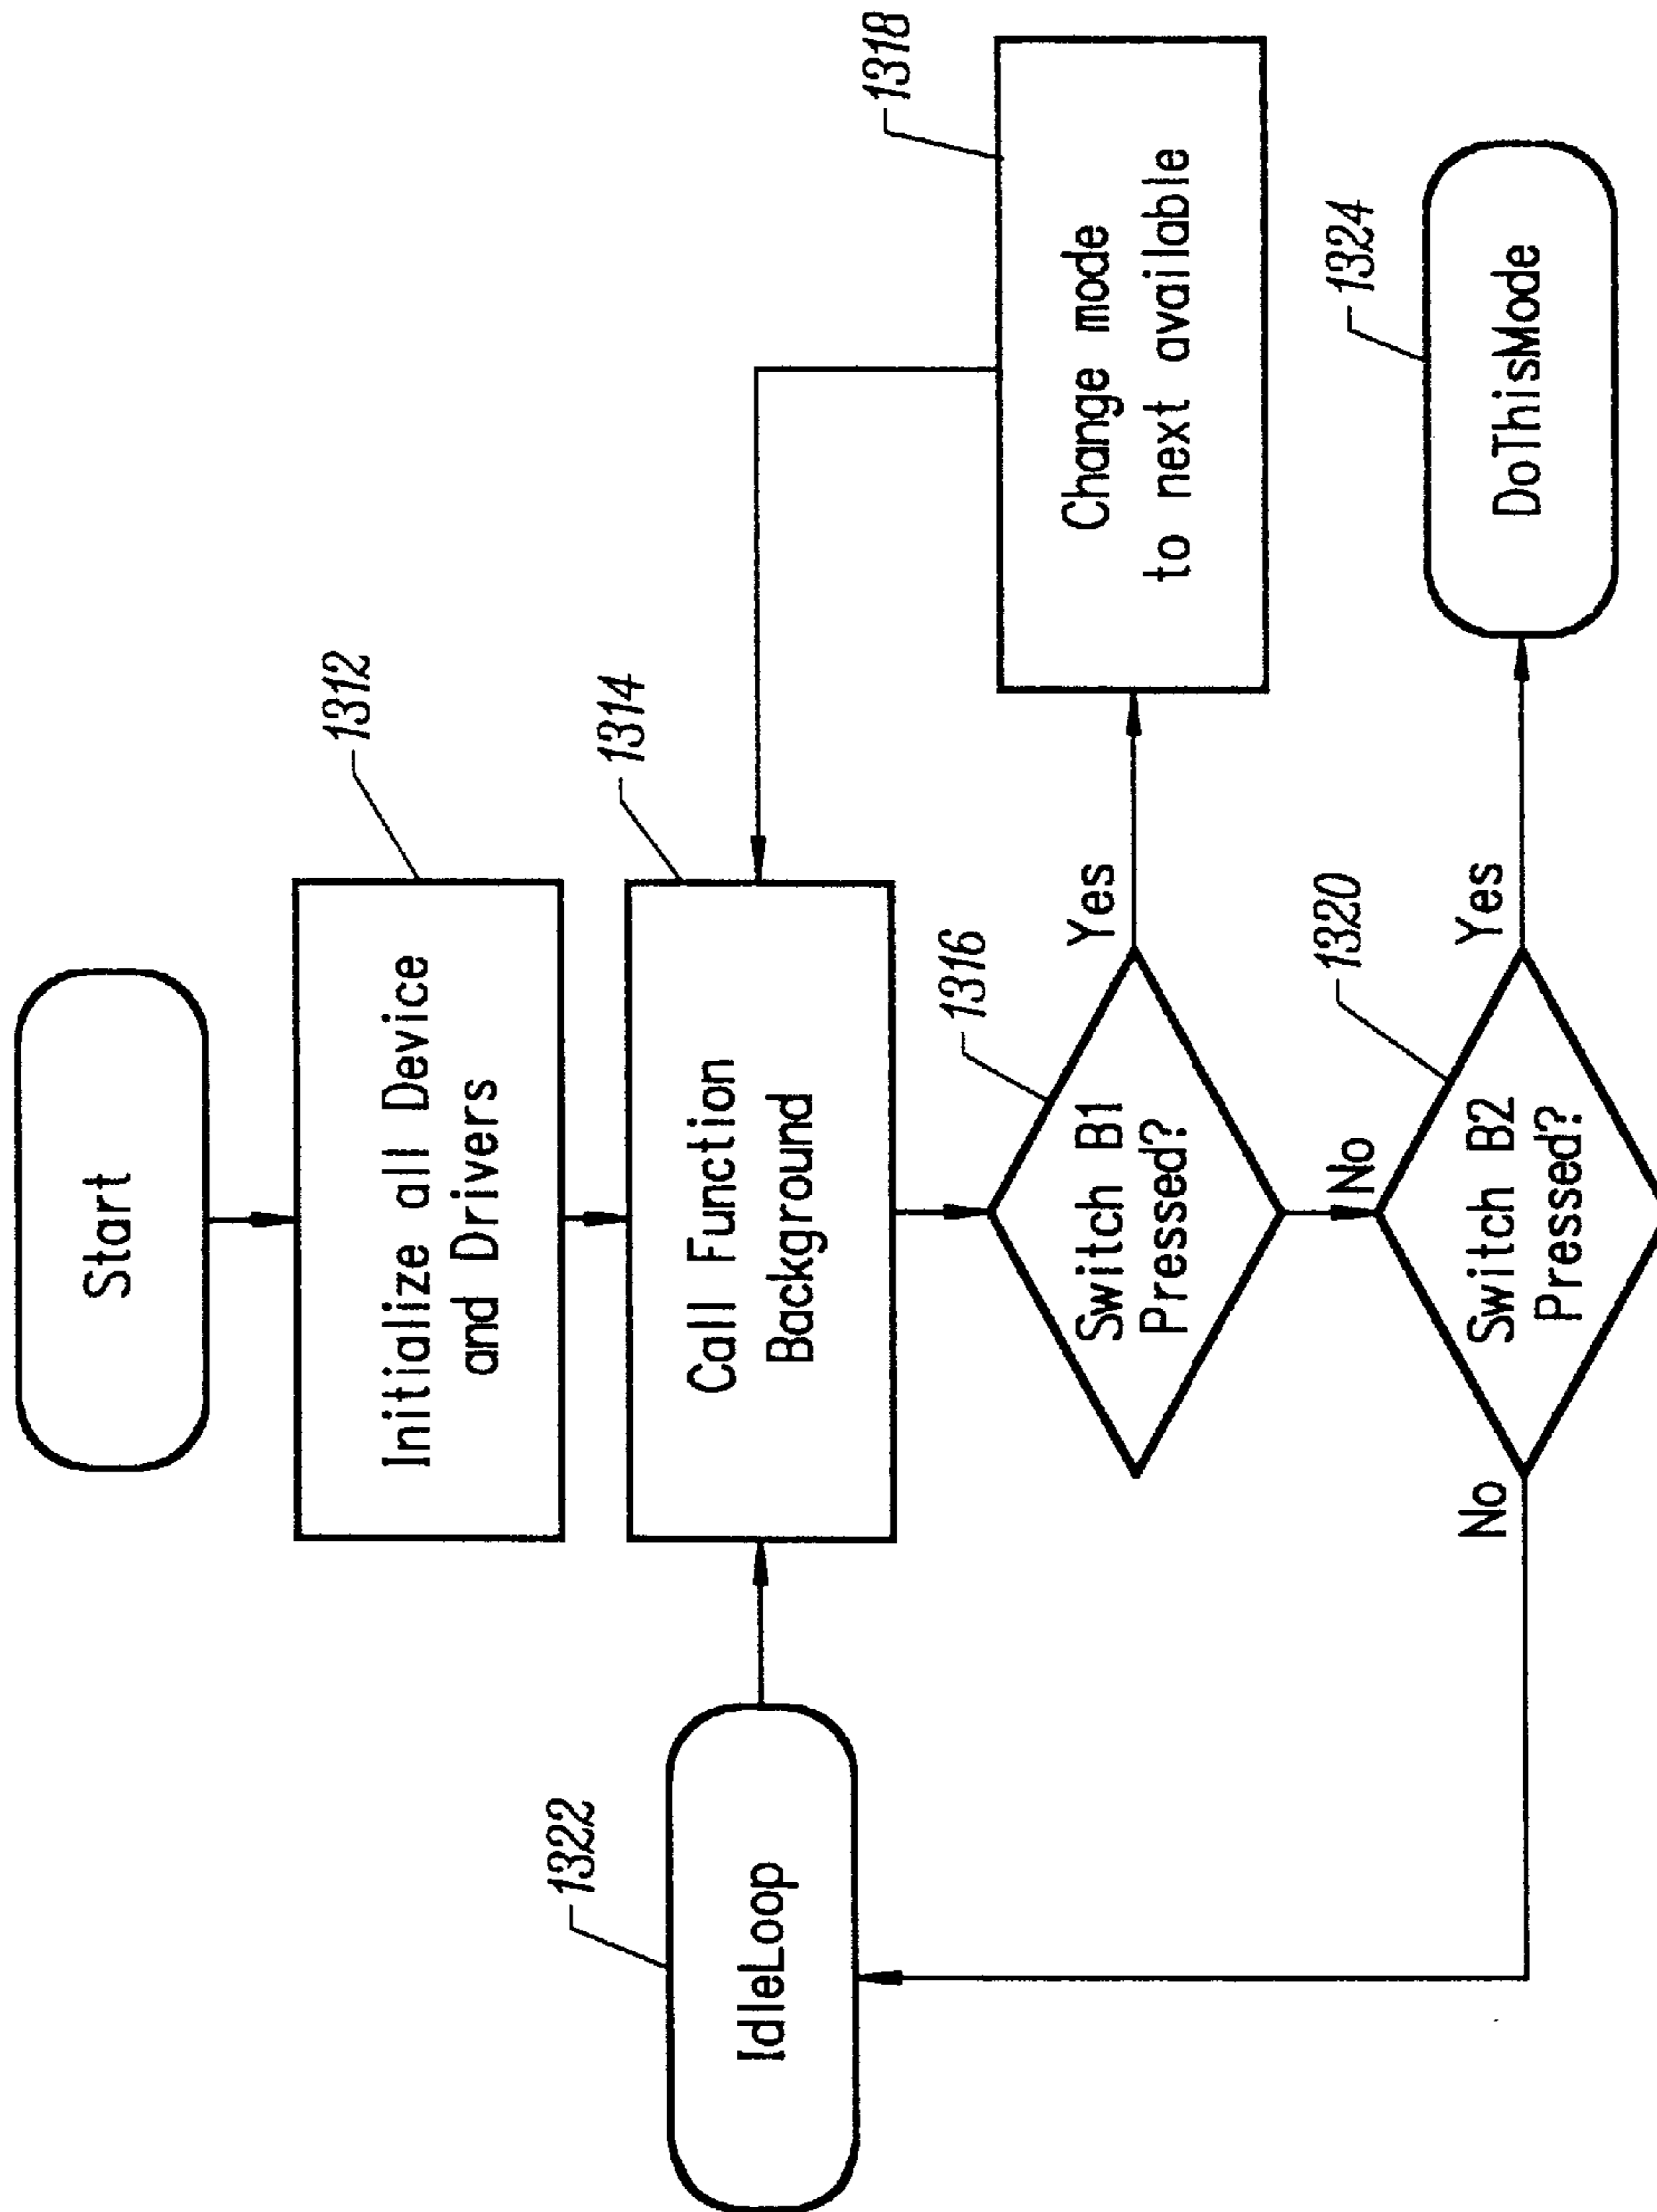 Start
1312
Initialize all Device
and Drivers
1314
Call Function
Background
1322
IdleLoop
1316
Switch B1
Pressed?
Yes
1318
Change mode
to next available
No
1320
Switch B2
Pressed?
Yes
1324
DoThisMode
No